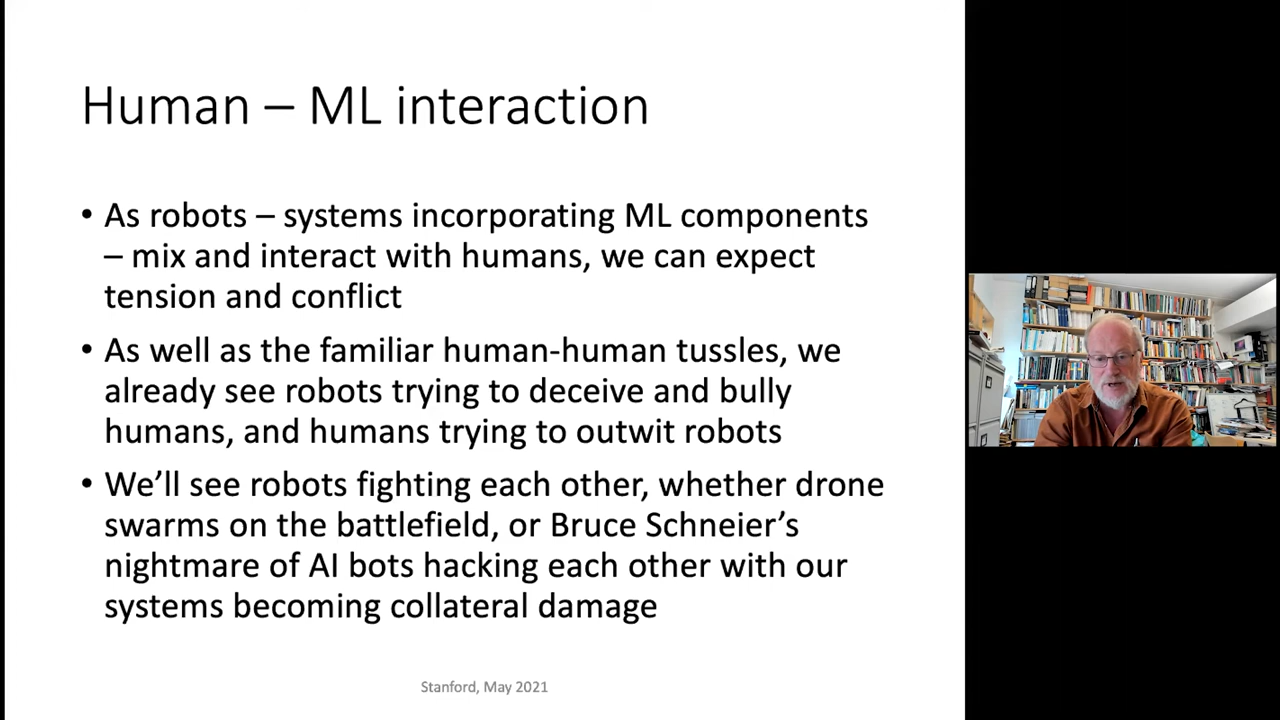 Human – ML interaction
• As robots – systems incorporating ML components
– mix and interact with humans, we can expect
tension and conflict
• As well as the familiar human-human tussles, we
already see robots trying to deceive and bully
humans, and humans trying to outwit robots
• We’ll see robots fighting each other, whether drone
swarms on the battlefield, or Bruce Schneier’s
nightmare of AI bots hacking each other with our
systems becoming collateral damage
Stanford, May 2021